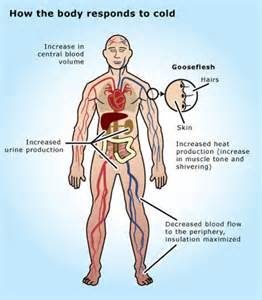 How the body responds to cold
Increase in
central blood
volume
Gooseflesh
Hairs
Skin
Increased
urine production
Increased heat
production (increase
in muscle tone and
shivering)
Decreased blood flow
to the periphery,
insulation maximized